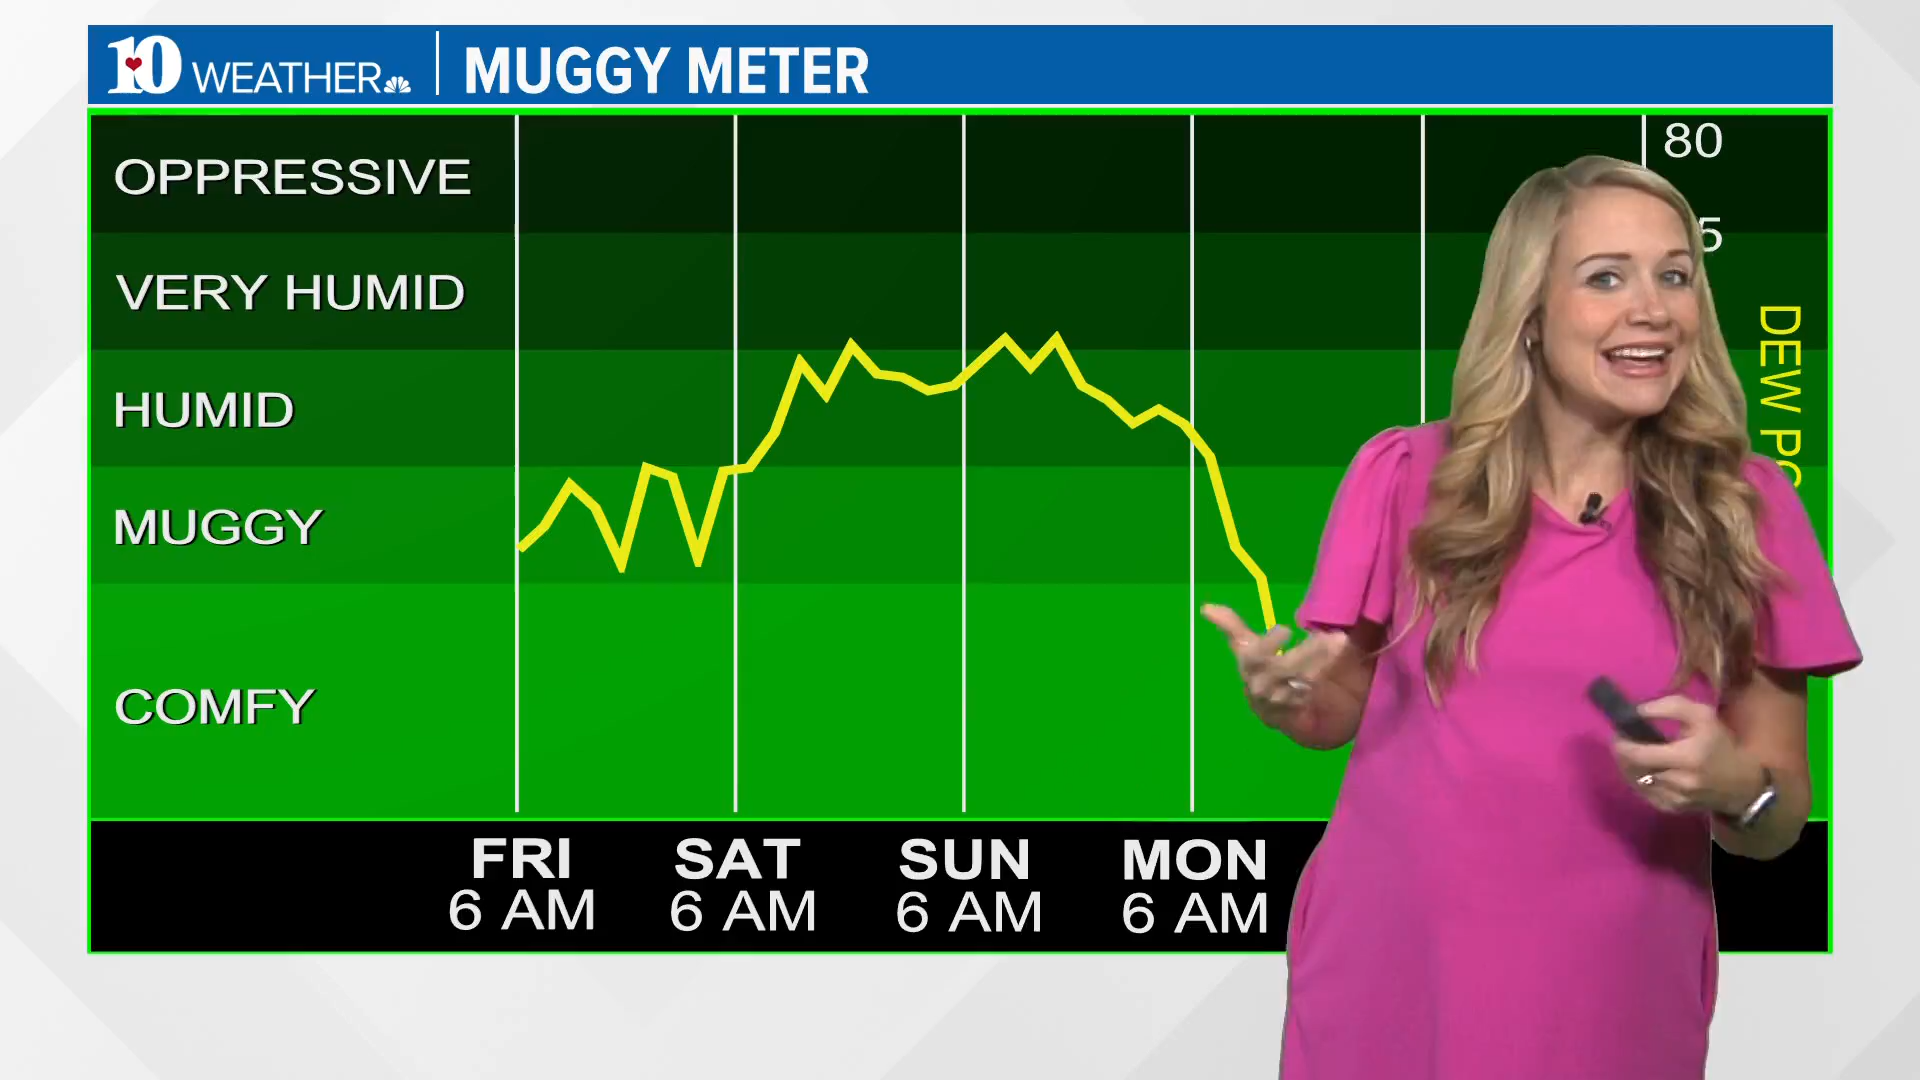 10 WEATHER
MUGGY METER
OPPRESSIVE
VERY HUMID
HUMID
MUGGY
COMFY
80
5
DEW
FRI
6 AM
SAT
6 AM
SUN
6 AM
MON
6 AM